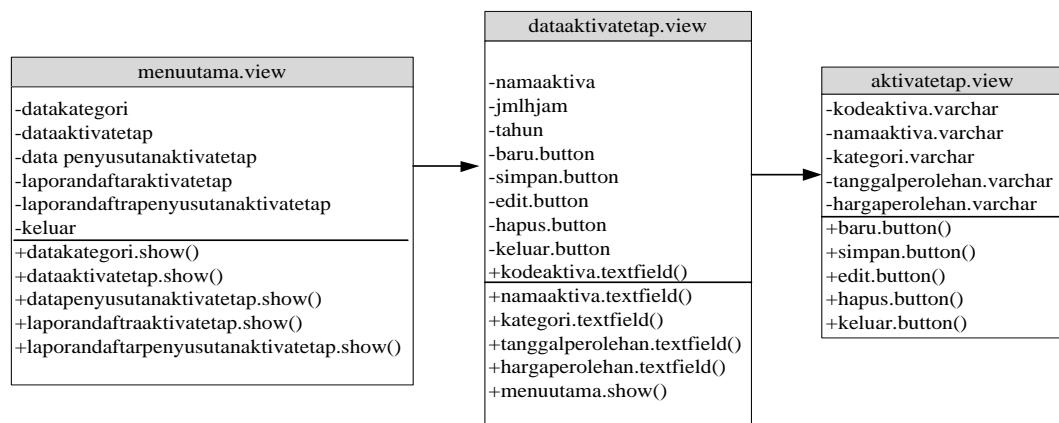 menuutama.view
-datakategori
-dataaktivatetap
-data penyusutanaktivatetap
-laporandaftaraktivatetap
-laporandaftrapenyusutanaktivatetap
-keluar
+datakategori.show()
+dataaktivatetap.show()
+datapenyusutanaktivatetap.show()
+laporandaftraaktivatetap.show()
+laporandaftarpenyusutanaktivatetap.show()
dataaktivatetap.view
-namaaktiva
-jmlhjam
-tahun
-baru.button
-simpan.button
-edit.button
-hapus.button
-keluar.button
+kodeaktiva.textfield()
+namaaktiva.textfield()
+kategori.textfield()
+tanggalperolehan.textfield()
+hargaperolehan.textfield()
+menuutama.show()
aktivatetap.view
-kodeaktiva.varchar
-namaaktiva.varchar
-kategori.varchar
-tanggalperolehan.varchar
-hargaperolehan.varchar
+baru.button()
+simpan.button()
+edit.button()
+hapus.button()
+keluar.button()